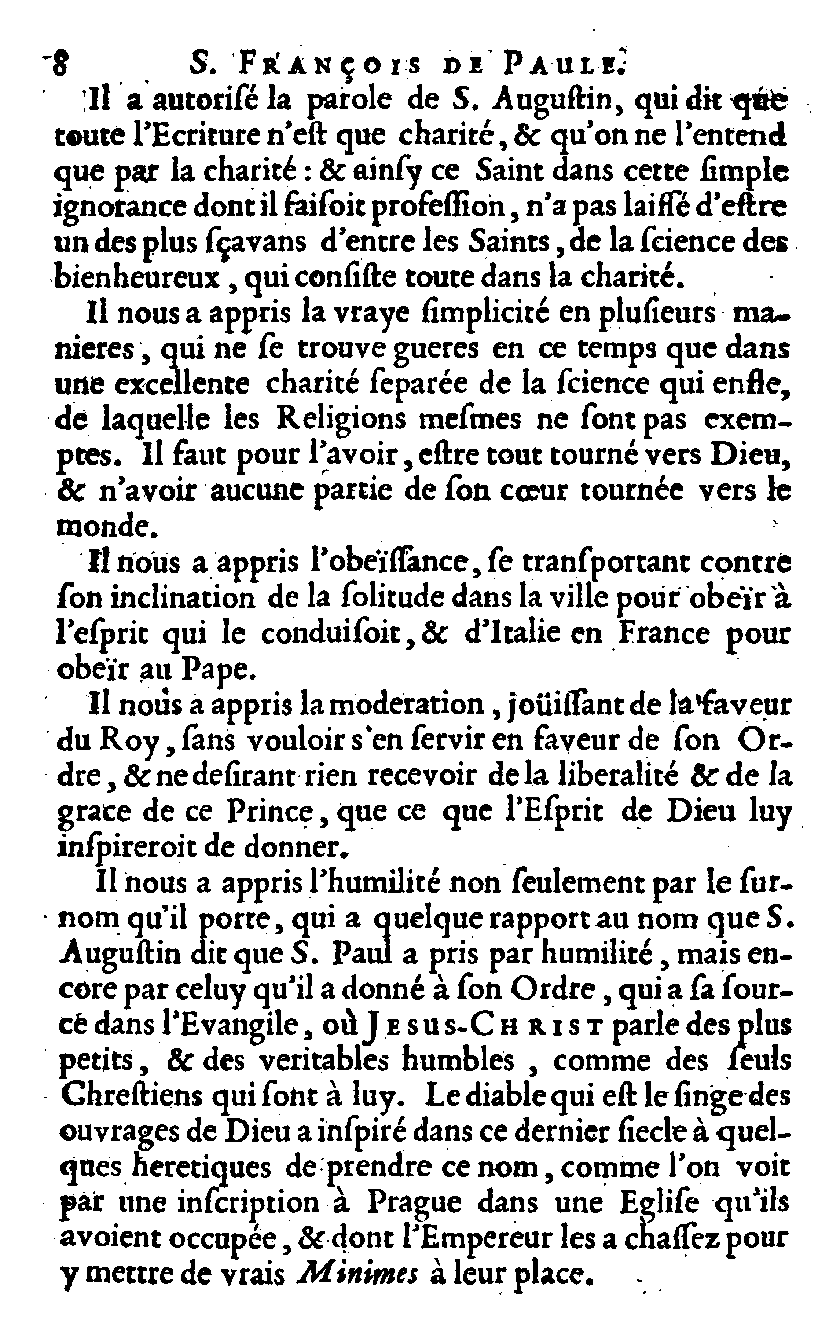 8 S. FRANÇOIS DE PAULE.
Il a autoriſé la parole de S. Auguſtin, qui dit que
toute l'Ecriture n'eſt que charité, & qu'on ne l'entend
que par la charité : & ainſy ce Saint dans cette ſimple
ignorance dont il faiſoit profeſſion, n'a pas laiſſé d'eſtre
un des plus ſçavans d'entre les Saints, de la ſcience des
bienheureux, qui conſiſte toute dans la charité.
Il nous a appris la vraye ſimplicité en pluſieurs ma-
nieres, qui ne ſe trouve gueres en ce temps que dans
une excellente charité ſeparée de la ſcience qui enfle,
de laquelle les Religions meſmes ne ſont pas exem-
ptes. Il faut pour l'avoir, eſtre tout tourné vers Dieu,
& n'avoir aucune partie de ſon cœur tournée vers le
monde.
Il nous a appris l'obeïſſance, ſe tranſportant contre
ſon inclination de la ſolitude dans la ville pour obeïr à
l'eſprit qui le conduiſoit, & d'Italie en France pour
obeïr au Pape.
Il nous a appris la moderation, joüiſſant de la faveur
du Roy, ſans vouloir s'en ſervir en faveur de ſon Or-
dre, & ne deſirant rien recevoir de la liberalité & de la
grace de ce Prince, que ce que l'Eſprit de Dieu luy
inſpireroit de donner.
Il nous a appris l'humilité non ſeulement par le ſur-
nom qu'il porte, qui a quelque rapport au nom que S.
Auguſtin dit que S. Paul a pris par humilité, mais en-
core par celuy qu'il a donné à ſon Ordre, qui a ſa ſour-
ce dans l'Evangile, où JESUS-CHRIST parle des plus
petits, & des veritables humbles, comme des ſeuls
Chreſtiens qui ſont à luy. Le diable qui eſt le ſinge des
ouvrages de Dieu a inſpiré dans ce dernier ſiecle à quel-
ques heretiques de prendre ce nom, comme l'on voit
par une inſcription à Prague dans une Egliſe qu'ils
avoient occupée, & dont l'Empereur les a chaſſez pour
y mettre de vrais Minimes à leur place.